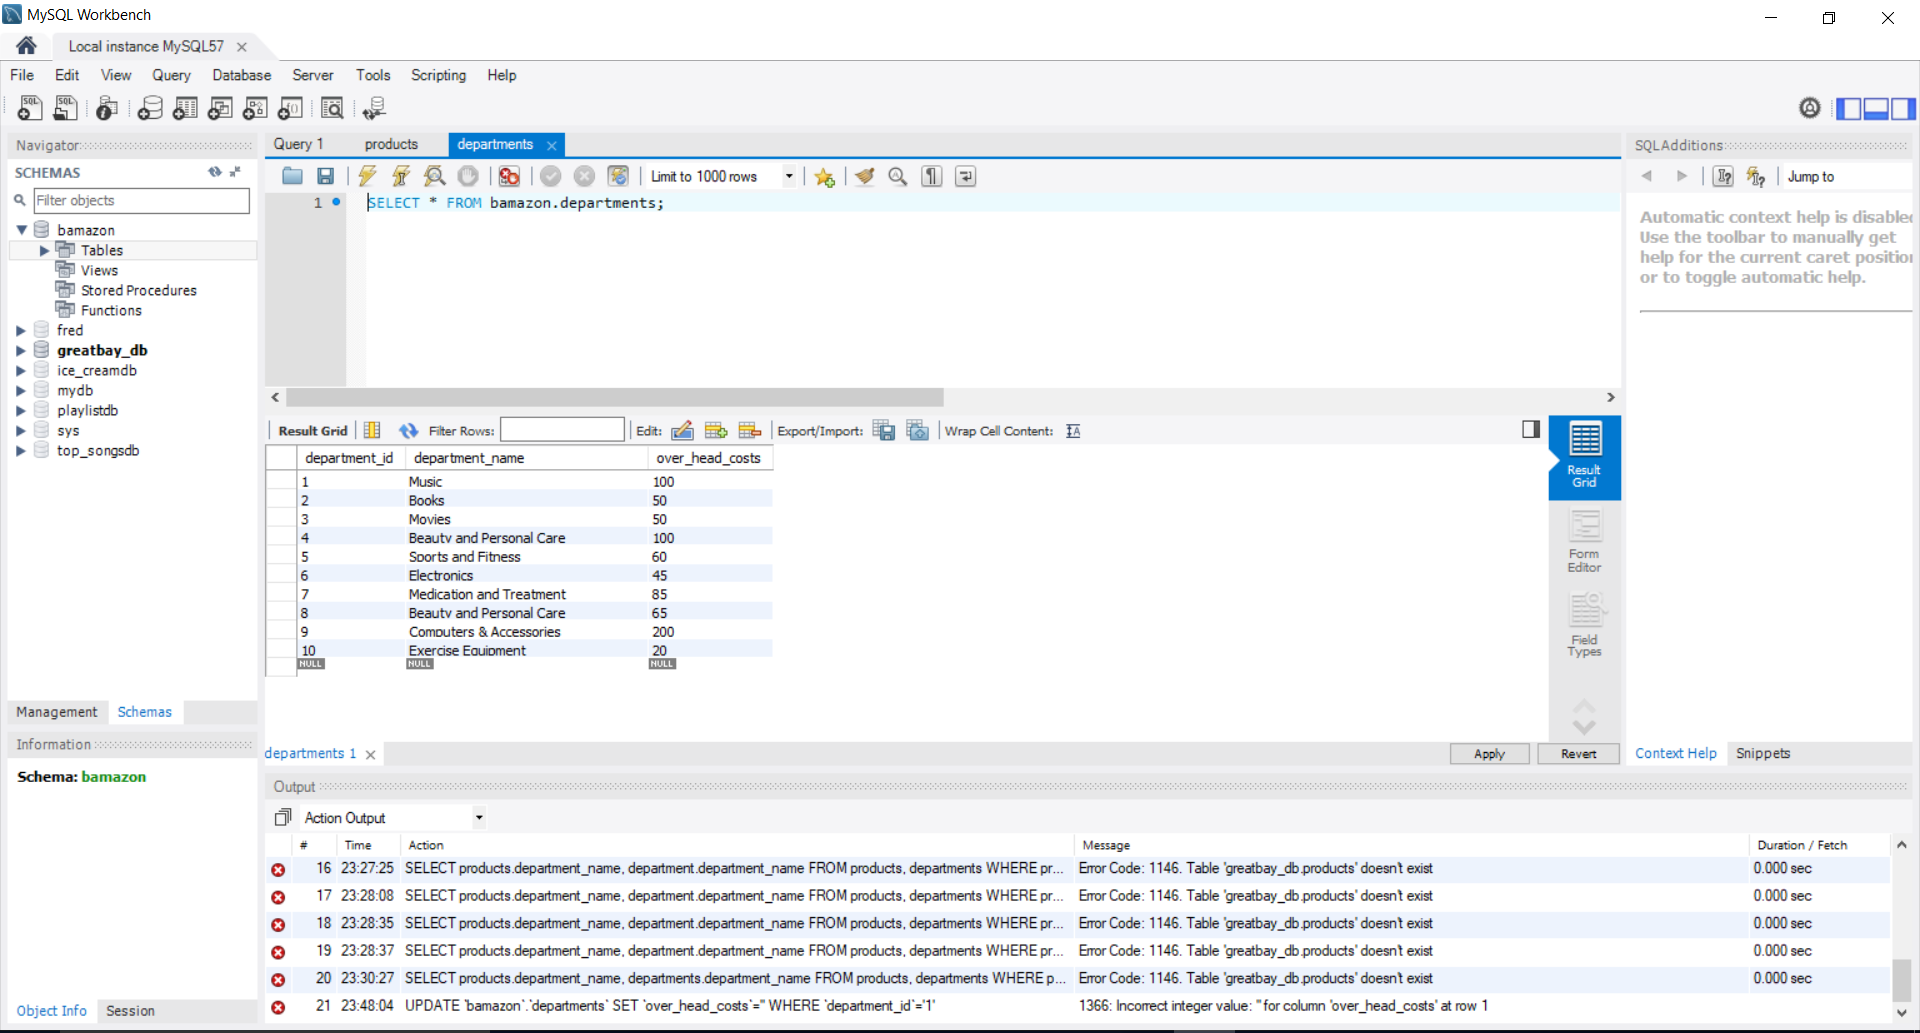 MySQL Workbench
Local instance MySQL57
File Edit View Query Database Server Tools Scripting Help
Navigator
SCHEMAS
Filter objects
bamazon
Tables
Views
Stored Procedures
Functions
fred
greatbay_db
ice_creamdb
mydb
playlistdb
sys
top_songsdb
Management Schemas
Information
Schema: bamazon
Object Info Session
Query 1 products departments
Limit to 1000 rows
1 SELECT * FROM bamazon.departments;
Result Grid Filter Rows: Edit: Export/Import: Wrap Cell Content:
department_id department_name over_head_costs
1 Music 100
2 Books 50
3 Movies 50
4 Beauty and Personal Care 100
5 Sports and Fitness 60
6 Electronics 45
7 Medication and Treatment 85
8 Beauty and Personal Care 65
9 Computers & Accessories 200
10 Exercise Equipment 20
NULL NULL NULL
Result
Grid
Form
Editor
Field
Types
departments 1
Apply Revert
SQLAdditions
Jump to
Automatic context help is disabled
Use the toolbar to manually get
help for the current caret position
or to toggle automatic help.
Context Help Snippets
Output
Action Output
# Time Action Message Duration / Fetch
16 23:27:25 SELECT products.department_name, department.department_name FROM products, departments WHERE pr... Error Code: 1146. Table 'greatbay_db.products' doesn't exist 0.000 sec
17 23:28:08 SELECT products.department_name, department.department_name FROM products, departments WHERE pr... Error Code: 1146. Table 'greatbay_db.products' doesn't exist 0.000 sec
18 23:28:35 SELECT products.department_name, department.department_name FROM products, departments WHERE pr... Error Code: 1146. Table 'greatbay_db.products' doesn't exist 0.000 sec
19 23:28:37 SELECT products.department_name, department.department_name FROM products, departments WHERE pr... Error Code: 1146. Table 'greatbay_db.products' doesn't exist 0.000 sec
20 23:30:27 SELECT products.department_name, departments.department_name FROM products, departments WHERE p... Error Code: 1146. Table 'greatbay_db.products' doesn't exist 0.000 sec
21 23:48:04 UPDATE `bamazon`.`departments` SET `over_head_costs`='' WHERE `department_id`='1' 1366: Incorrect integer value: '' for column 'over_head_costs' at row 1